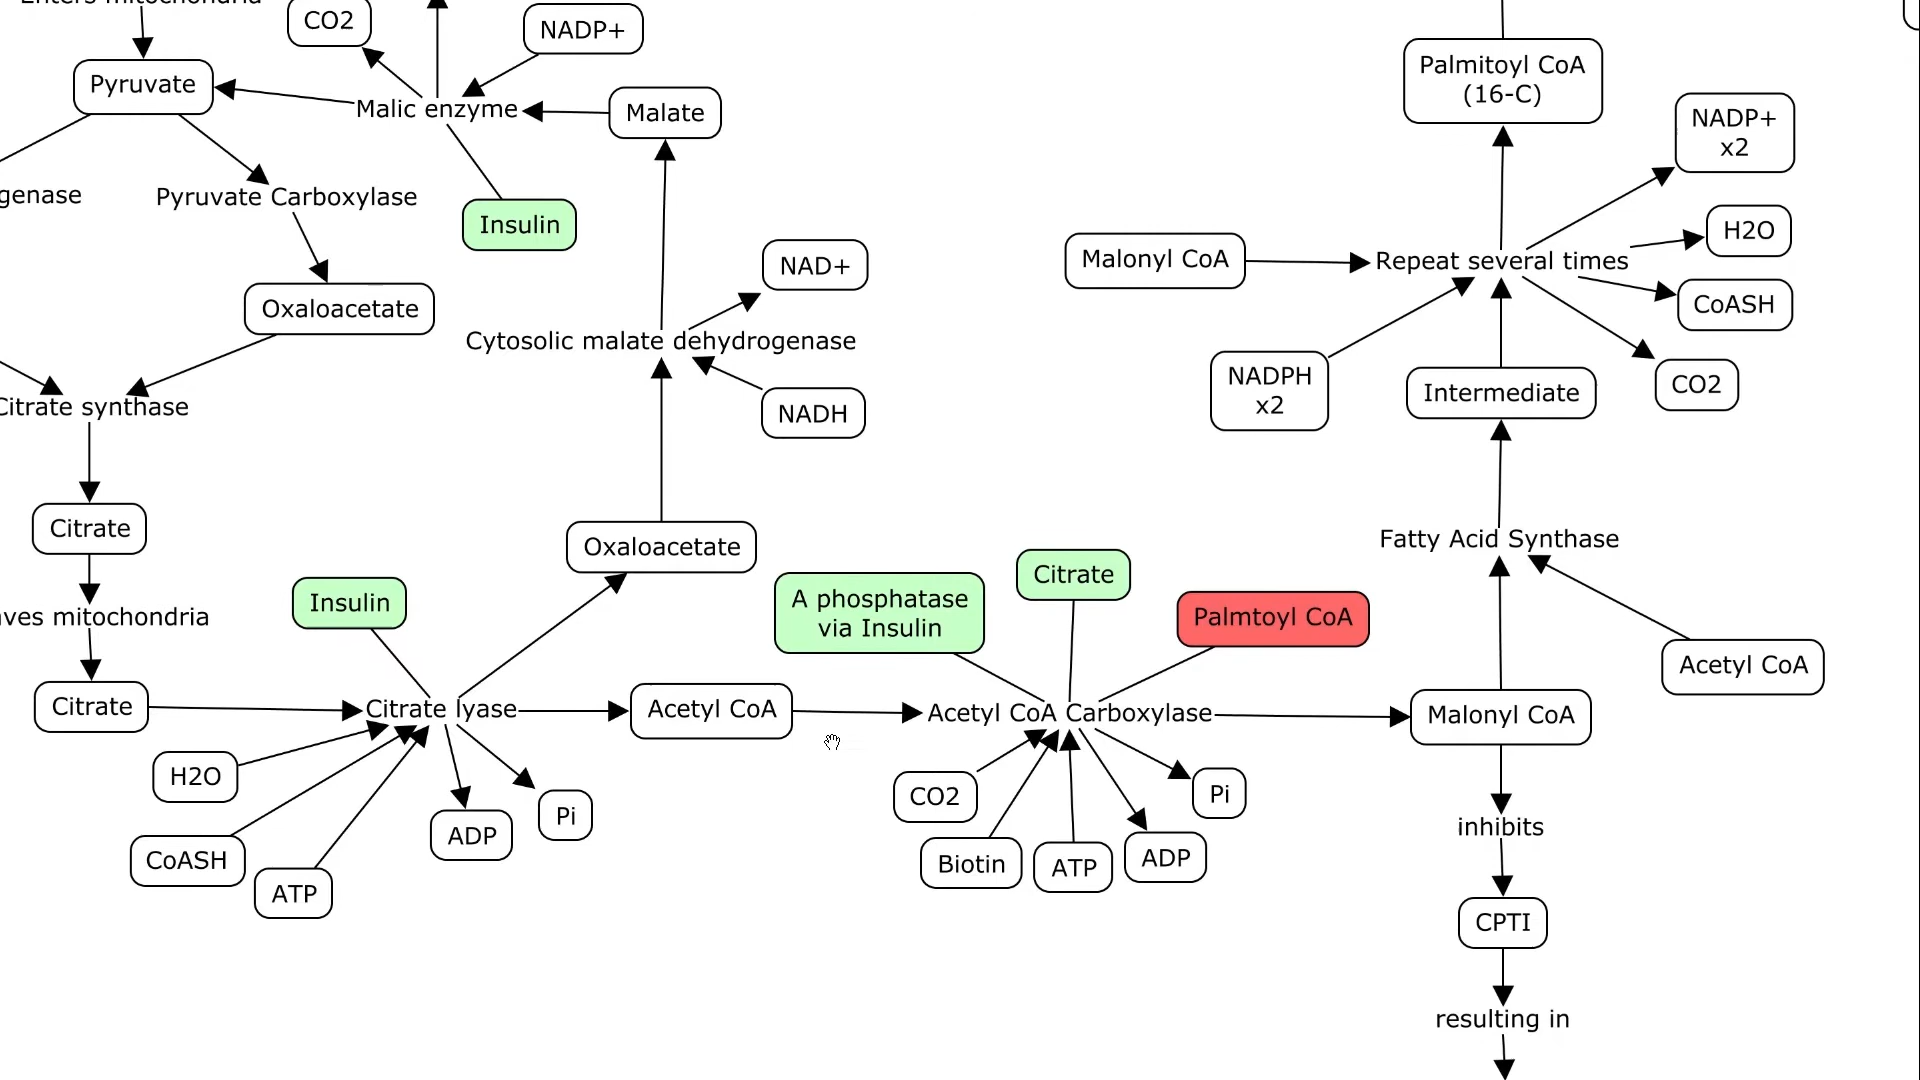 Enters mitochondria
CO2
NADP+
Pyruvate
Malic enzyme
Malate
genase
Pyruvate Carboxylase
Insulin
Oxaloacetate
NAD+
Cytosolic malate dehydrogenase
NADH
Citrate synthase
Citrate
aves mitochondria
Citrate
Insulin
Oxaloacetate
Citrate lyase
H2O
CoASH
ATP
ADP
Pi
Acetyl CoA
A phosphatase
via Insulin
Citrate
Palmtoyl CoA
Acetyl CoA Carboxylase
CO2
Biotin
ATP
ADP
Pi
Palmitoyl CoA
(16-C)
NADP+
x2
Malonyl CoA
Repeat several times
H2O
CoASH
NADPH
x2
Intermediate
CO2
Fatty Acid Synthase
Acetyl CoA
Malonyl CoA
inhibits
CPTI
resulting in